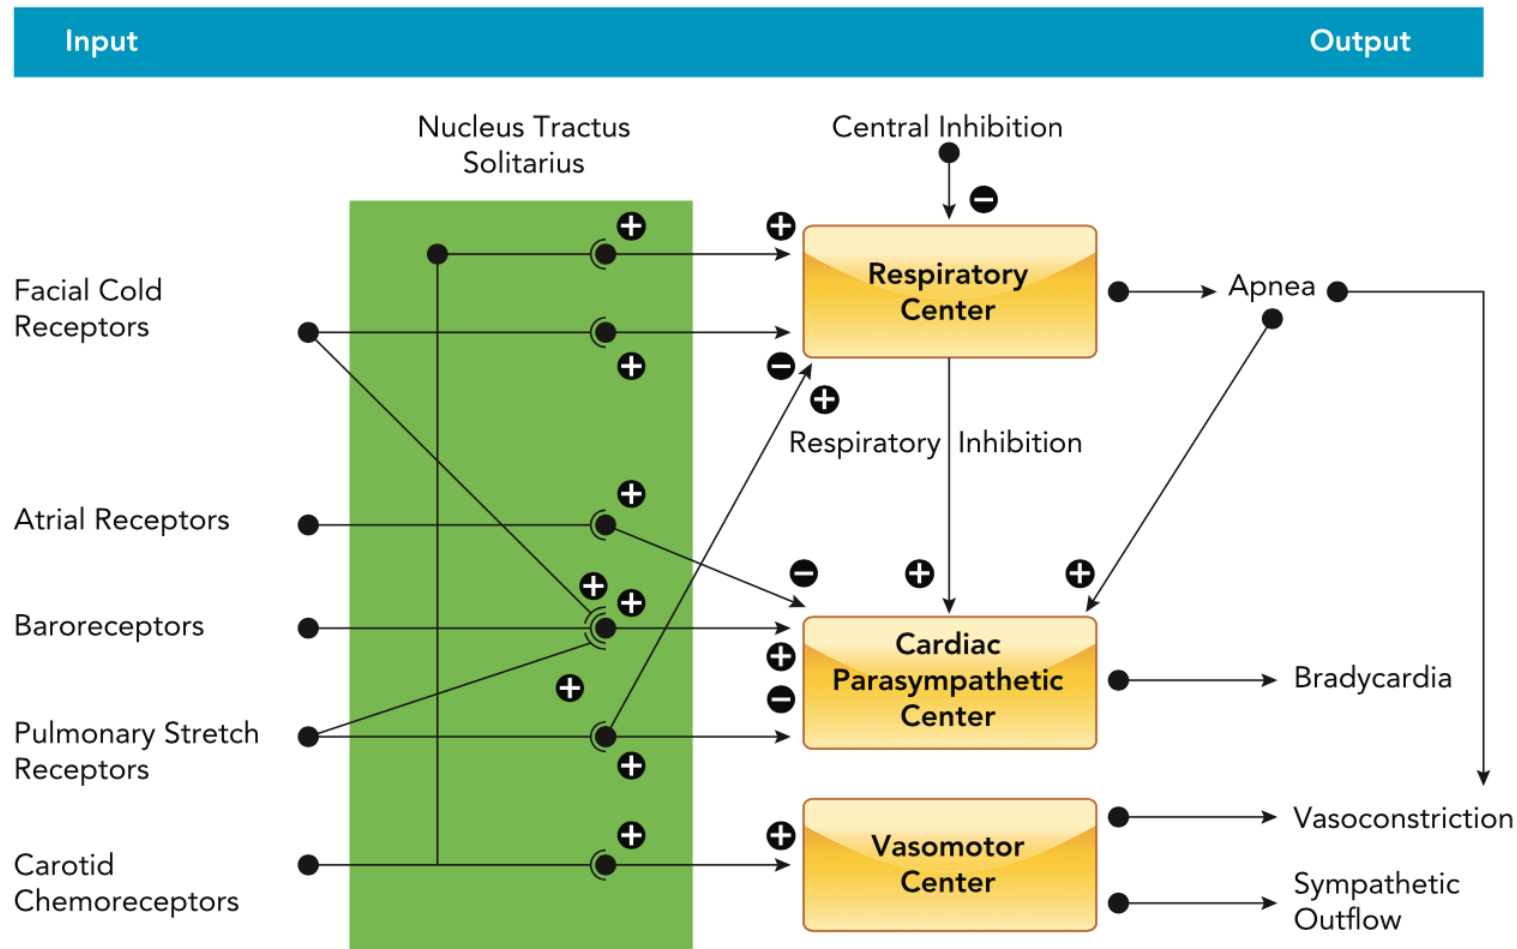 Input
Output
Nucleus Tractus
Solitarius
Central Inhibition
Facial Cold
Receptors
Respiratory
Center
Apnea
Respiratory Inhibition
Atrial Receptors
Baroreceptors
Cardiac
Parasympathetic
Center
Bradycardia
Pulmonary Stretch
Receptors
Vasoconstriction
Vasomotor
Center
Carotid
Chemoreceptors
Sympathetic
Outflow